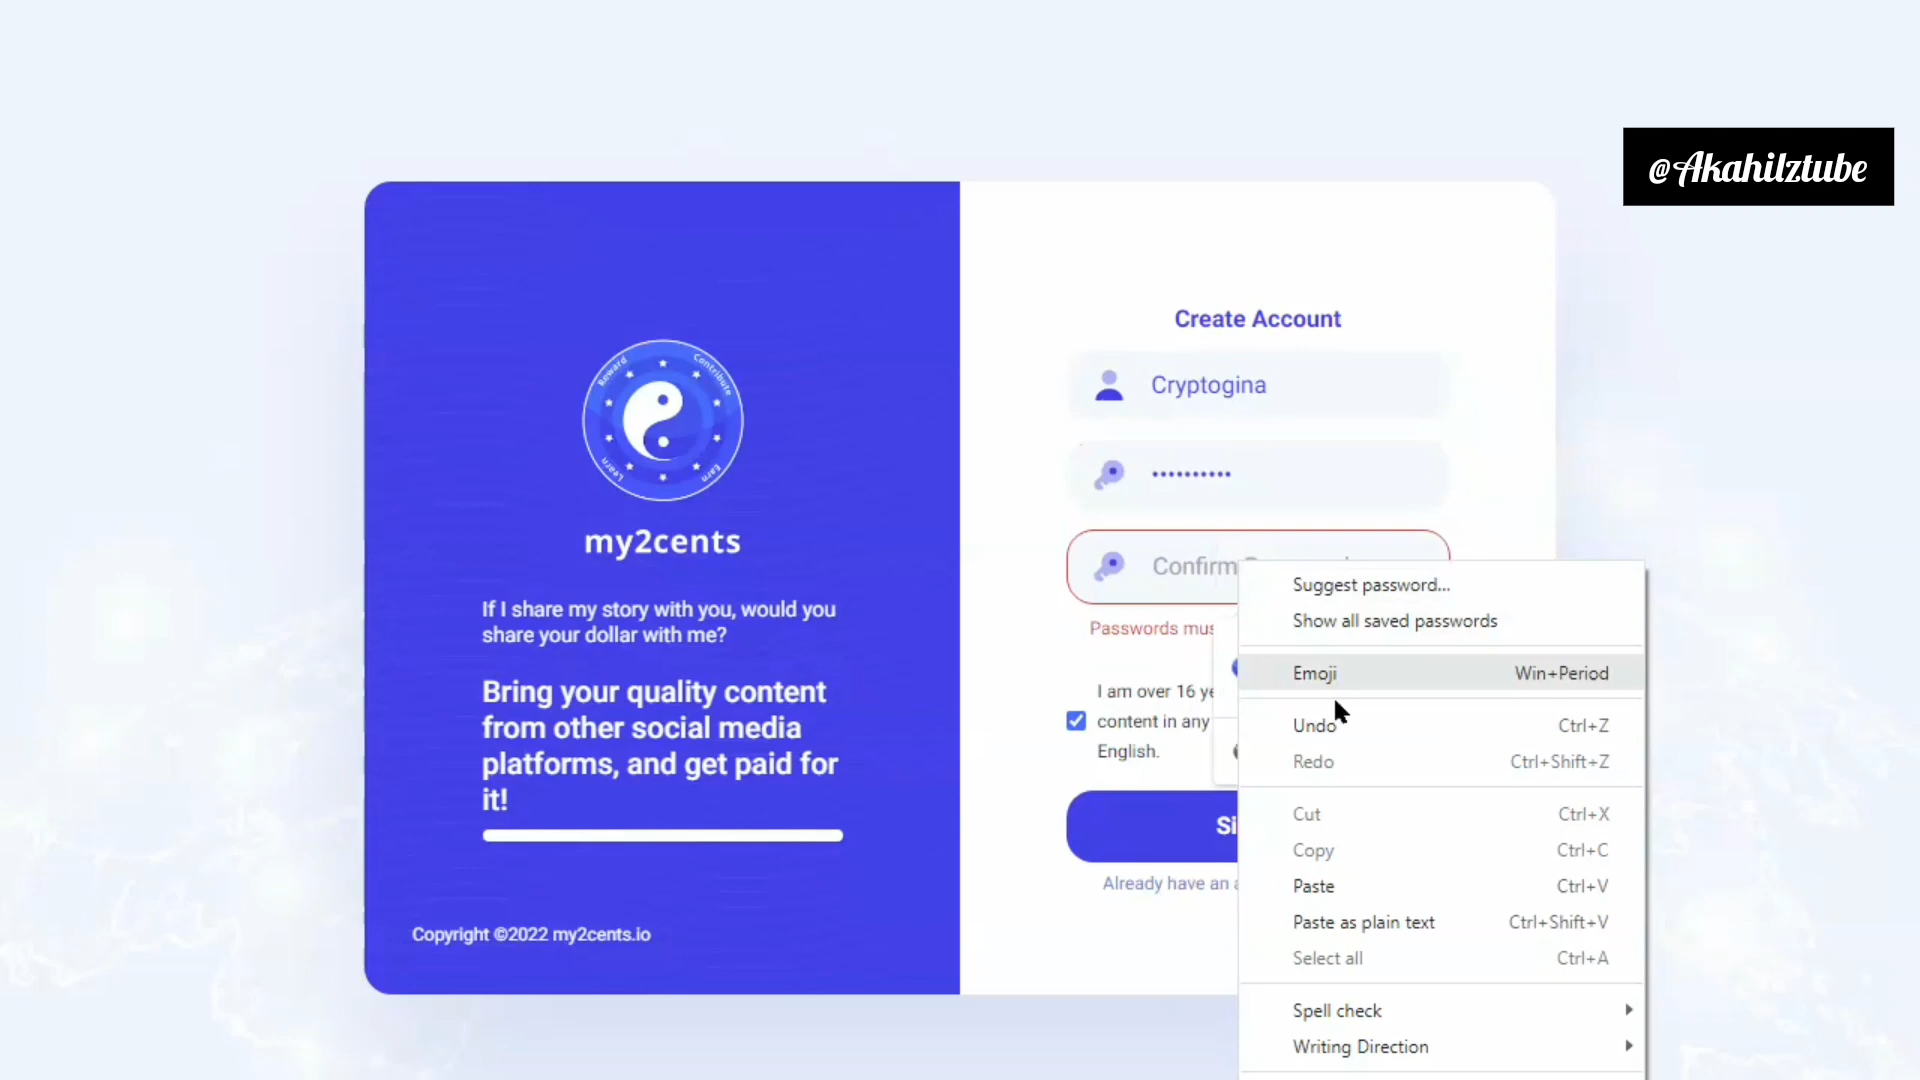 @Akahilztube
Reward
Contribute
Learn
Earn
my2cents
If I share my story with you, would you
share your dollar with me?
Bring your quality content
from other social media
platforms, and get paid for
it!
Copyright ©2022 my2cents.io
Create Account
Cryptogina
Confirm
Passwords mus
I am over 16 ye
content in any
English.
Si
Already have an a
Suggest password...
Show all saved passwords
Emoji Win+Period
Undo Ctrl+Z
Redo Ctrl+Shift+Z
Cut Ctrl+X
Copy Ctrl+C
Paste Ctrl+V
Paste as plain text Ctrl+Shift+V
Select all Ctrl+A
Spell check
Writing Direction